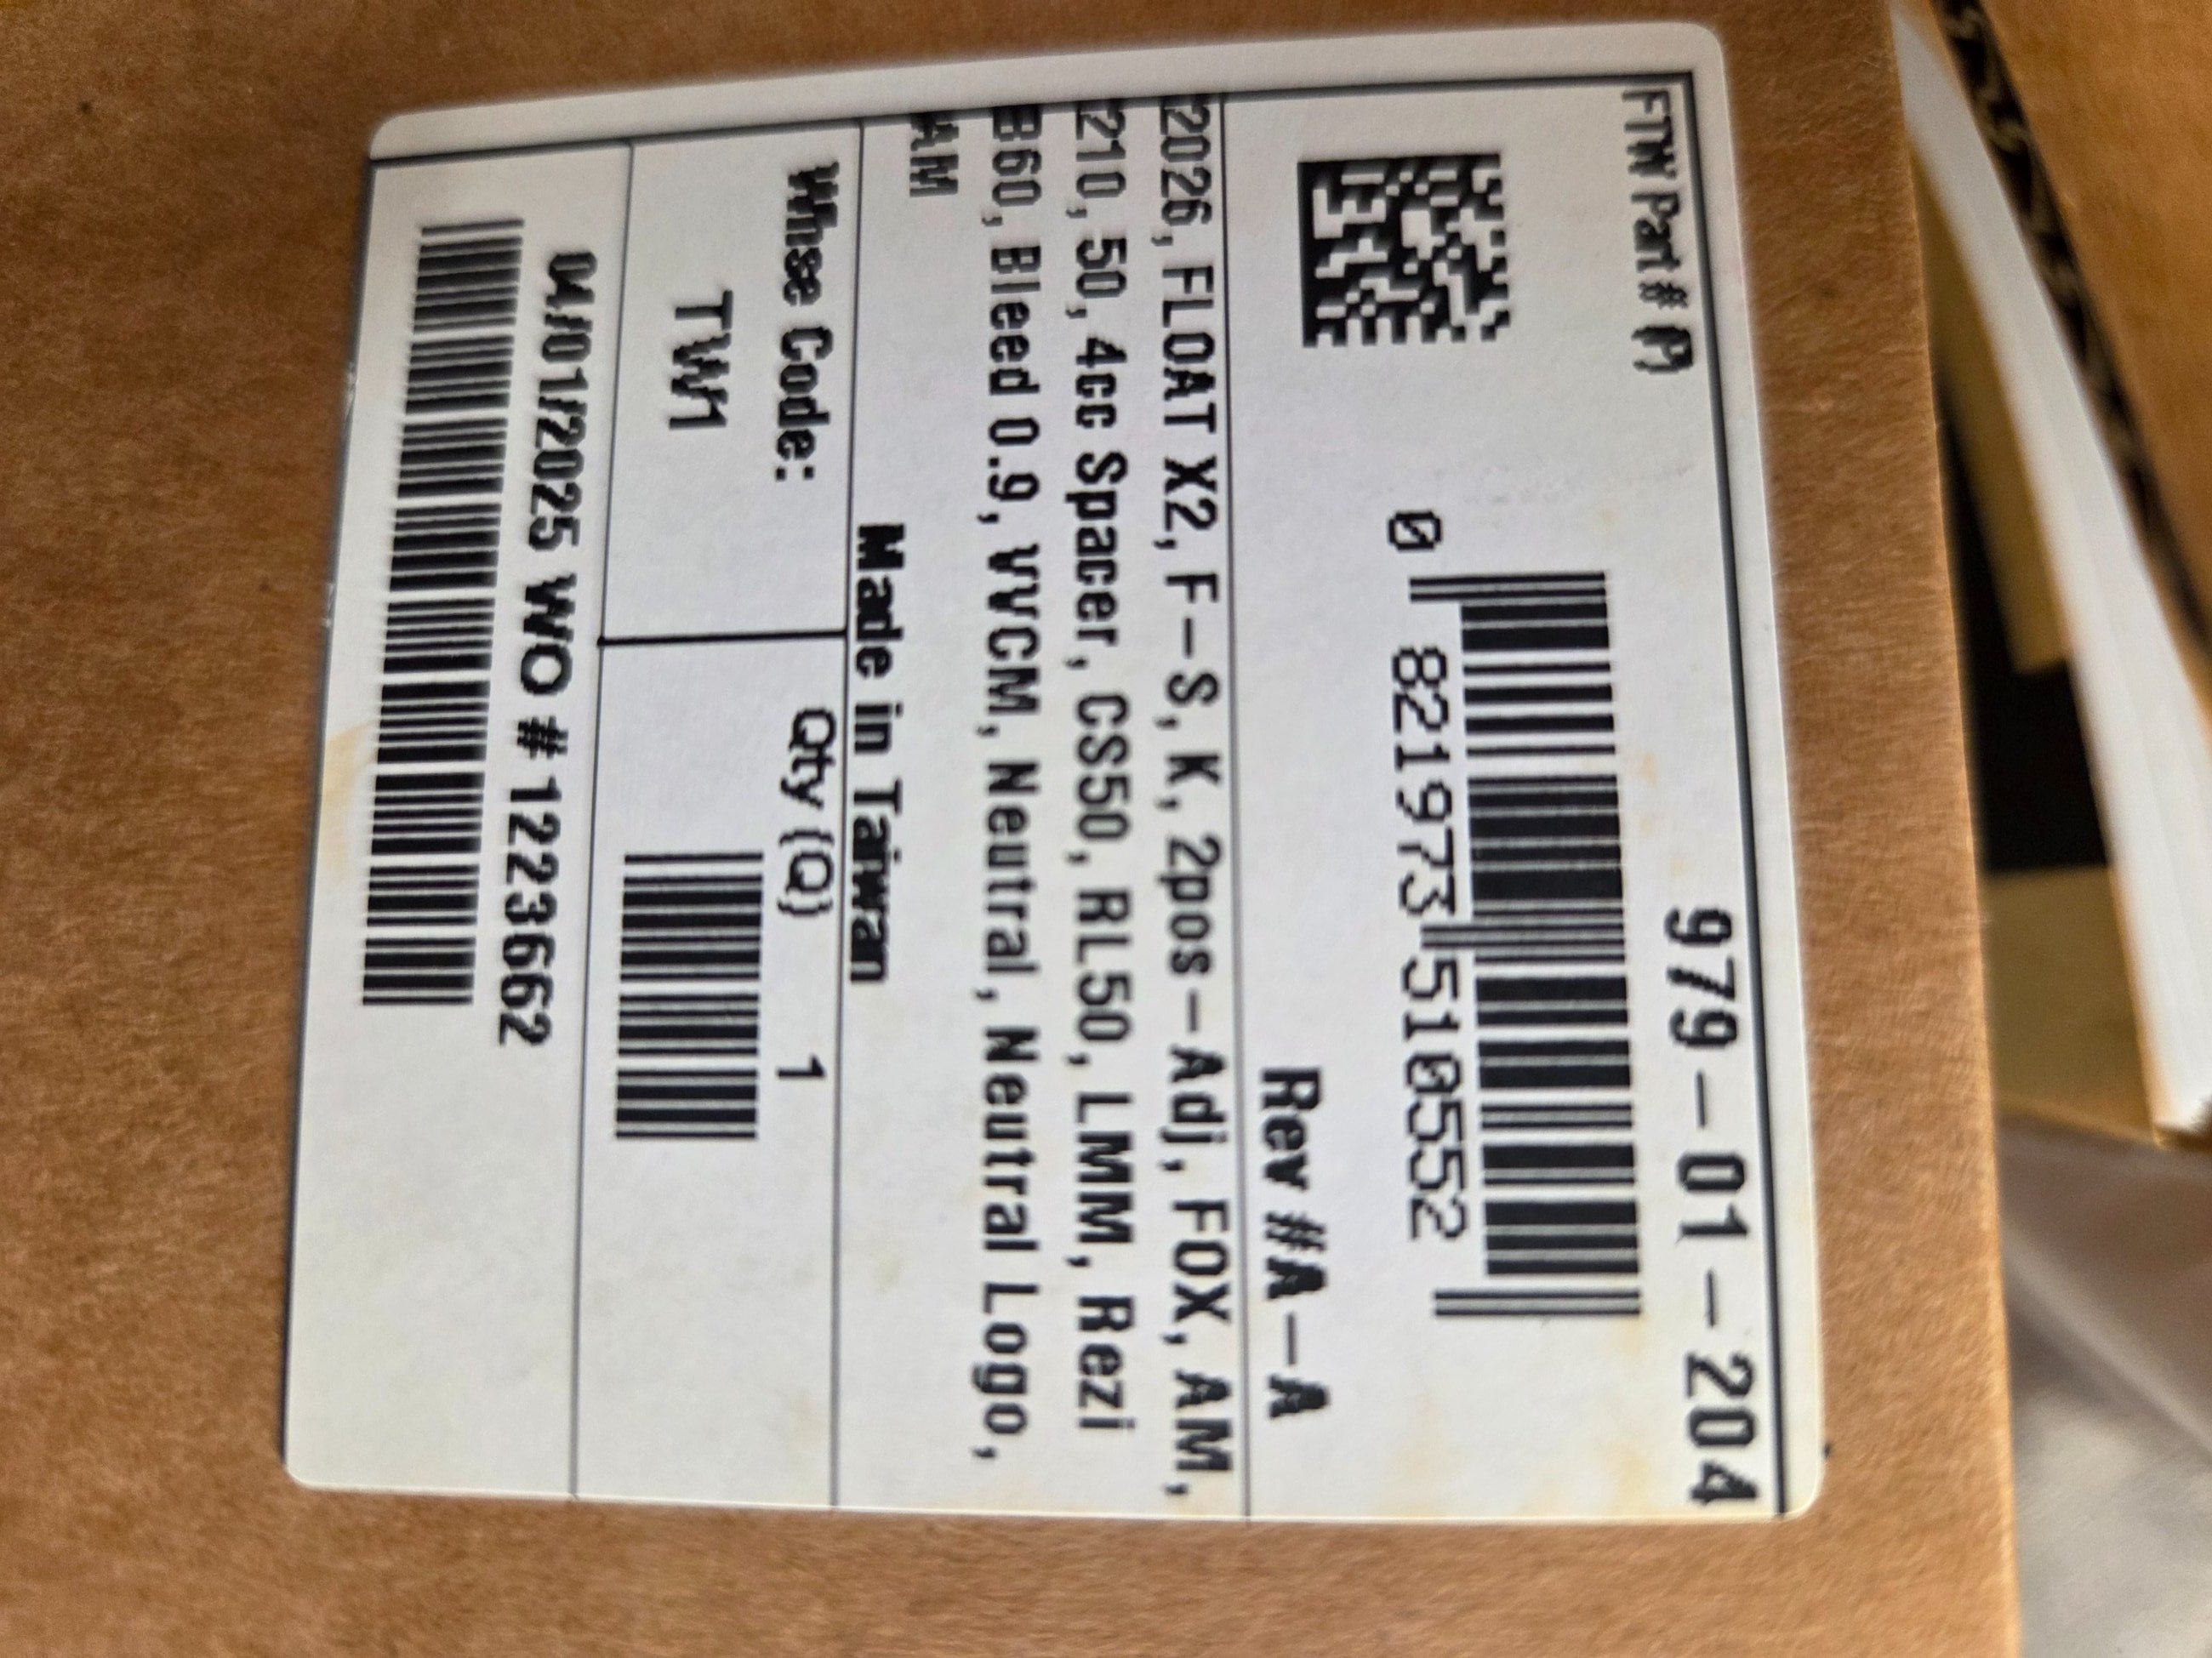 FTW Part # (P)
979-01-204
0 821973 510552
Rev #A-A
2026, FLOAT X2, F-S, K, 2pos-Adj, FOX, AM,
210, 50, 4cc Spacer, CS50, RL50, LMM, Rezi
B60, Bleed 0.9, VVCM, Neutral, Neutral Logo,
AM
Made in Taiwan
Whse Code:
TW1
Qty (Q) 1
04/01/2025 WO # 1223662